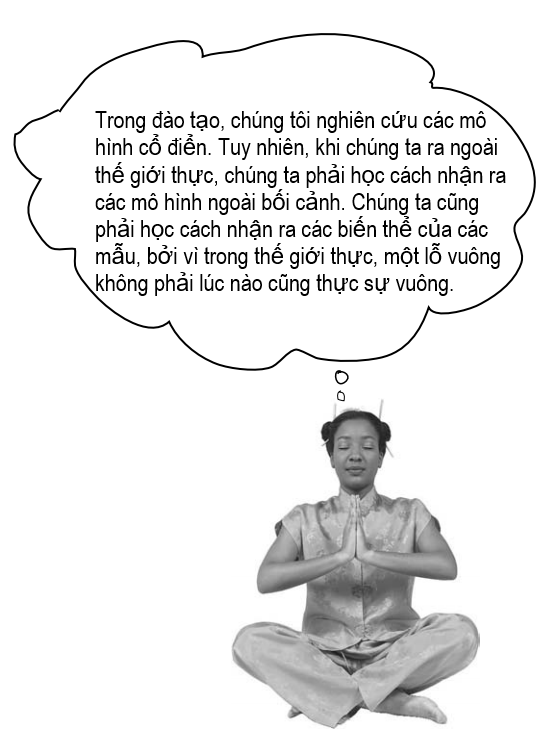 Trong đào tạo, chúng tôi nghiên cứu các mô
hình cổ điển. Tuy nhiên, khi chúng ta ra ngoài
thế giới thực, chúng ta phải học cách nhận ra
các mô hình ngoài bối cảnh. Chúng ta cũng
phải học cách nhận ra các biến thể của các
mẫu, bởi vì trong thế giới thực, một lỗ vuông
không phải lúc nào cũng thực sự vuông.